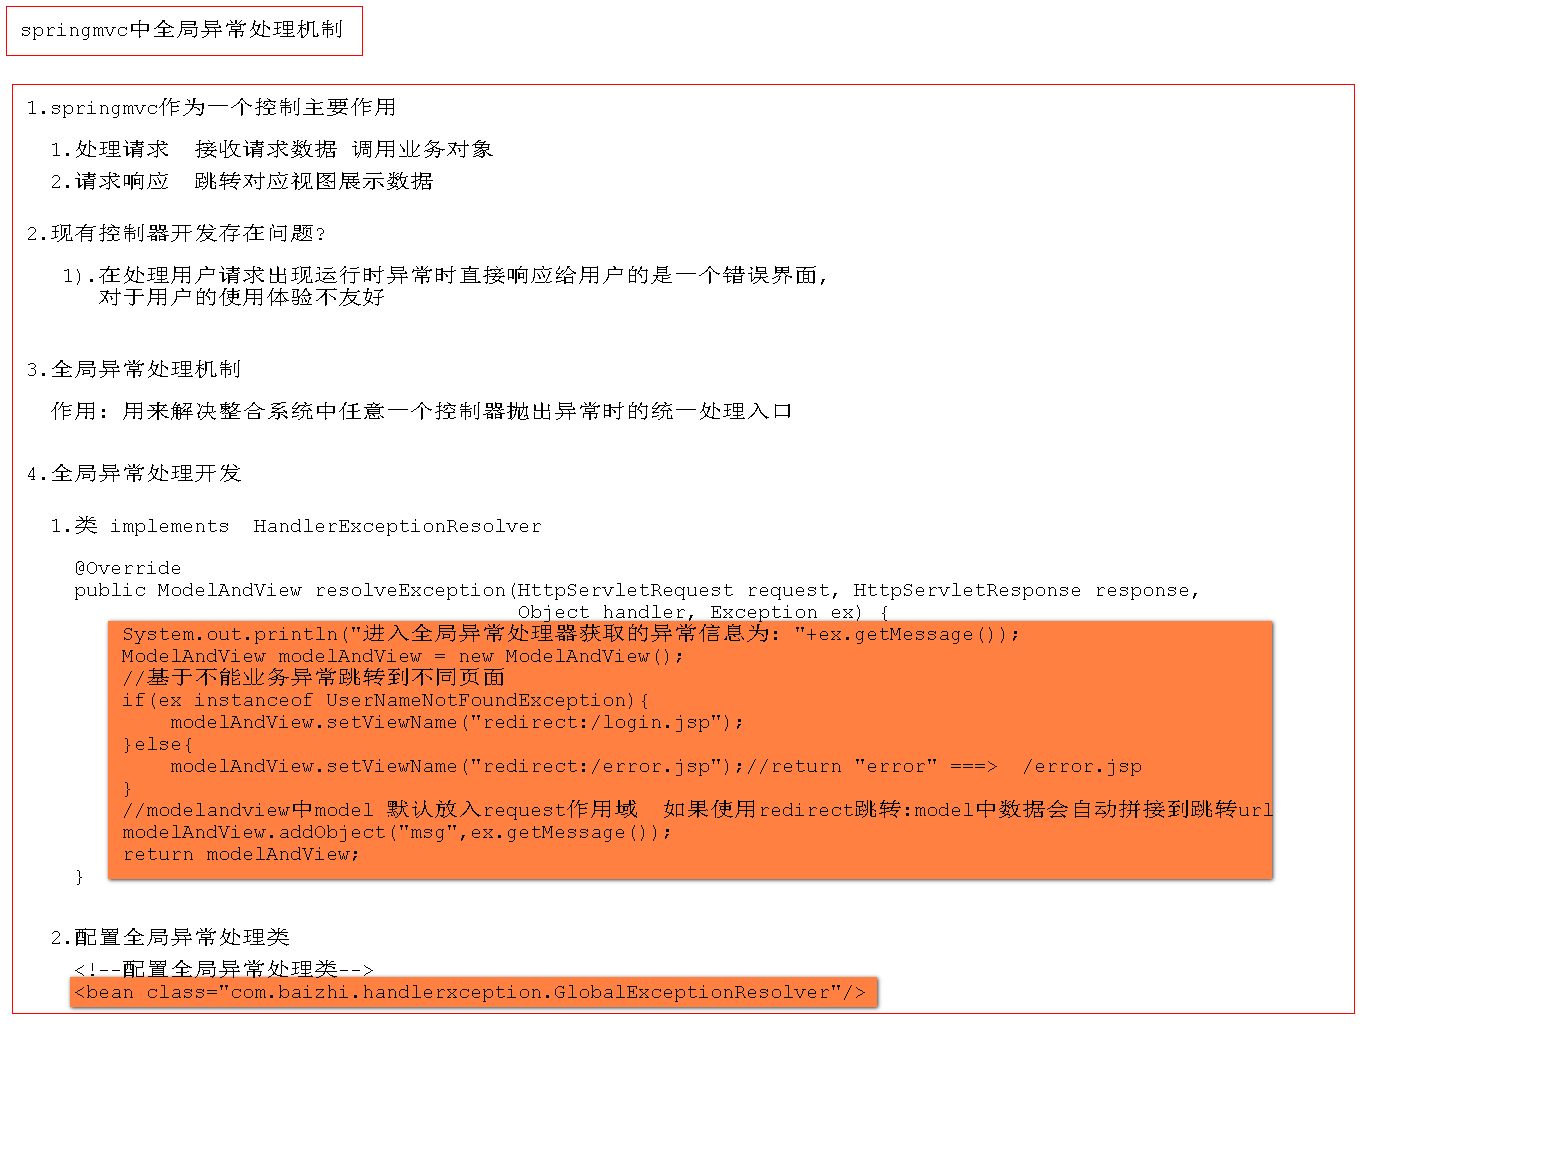 springmvc中全局异常处理机制
1.springmvc作为一个控制主要作用
1.处理请求  接收请求数据 调用业务对象
2.请求响应  跳转对应视图展示数据
2.现有控制器开发存在问题?
1).在处理用户请求出现运行时异常时直接响应给用户的是一个错误界面,
对于用户的使用体验不友好
3.全局异常处理机制
作用: 用来解决整合系统中任意一个控制器抛出异常时的统一处理入口
4.全局异常处理开发
1.类 implements  HandlerExceptionResolver
@Override
public ModelAndView resolveException(HttpServletRequest request, HttpServletResponse response,
Object handler, Exception ex) {
System.out.println("进入全局异常处理器获取的异常信息为: "+ex.getMessage());
ModelAndView modelAndView = new ModelAndView();
//基于不能业务异常跳转到不同页面
if(ex instanceof UserNameNotFoundException){
modelAndView.setViewName("redirect:/login.jsp");
}else{
modelAndView.setViewName("redirect:/error.jsp");//return "error" ===>  /error.jsp
}
//modelandview中model 默认放入request作用域  如果使用redirect跳转:model中数据会自动拼接到跳转url
modelAndView.addObject("msg",ex.getMessage());
return modelAndView;
}
2.配置全局异常处理类
<!--配置全局异常处理类-->
<bean class="com.baizhi.handlerxception.GlobalExceptionResolver"/>